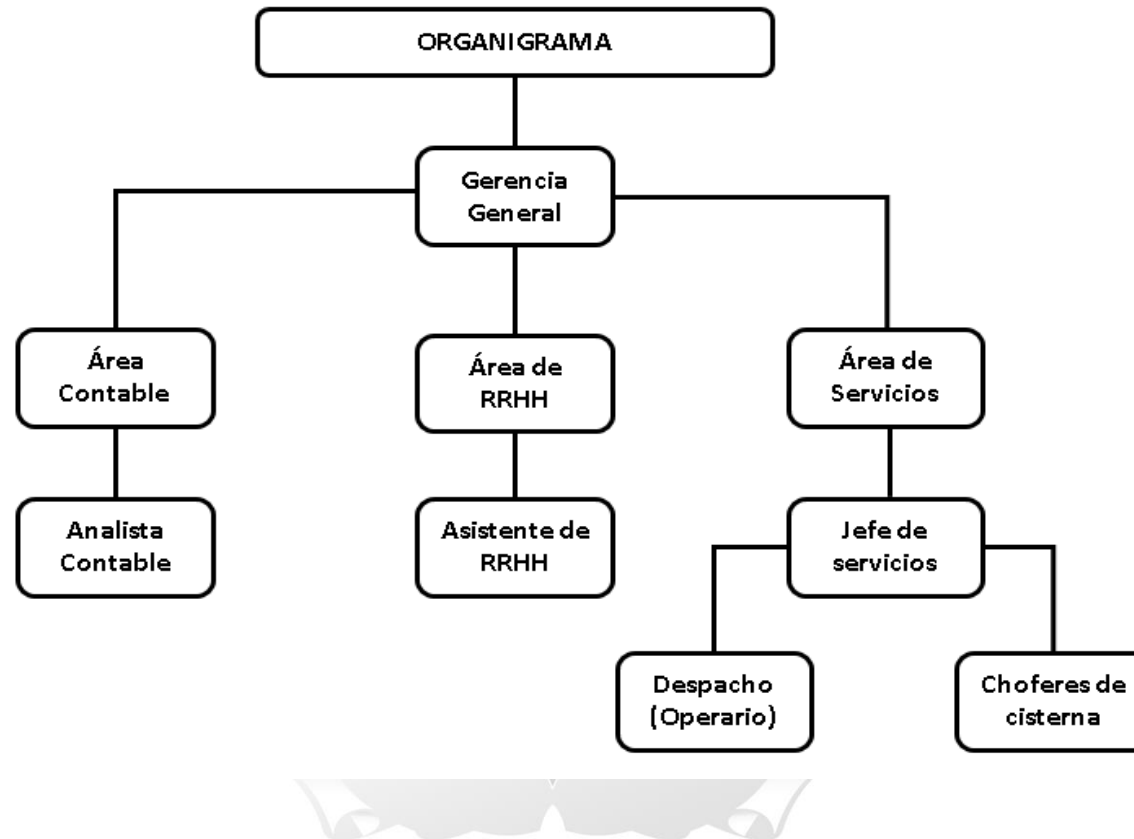 ORGANIGRAMA
Gerencia
General
Área
Contable
Área de
RRHH
Área de
Servicios
Analista
Contable
Asistente de
RRHH
Jefe de
servicios
Despacho
(Operario)
Choferes de
cisterna